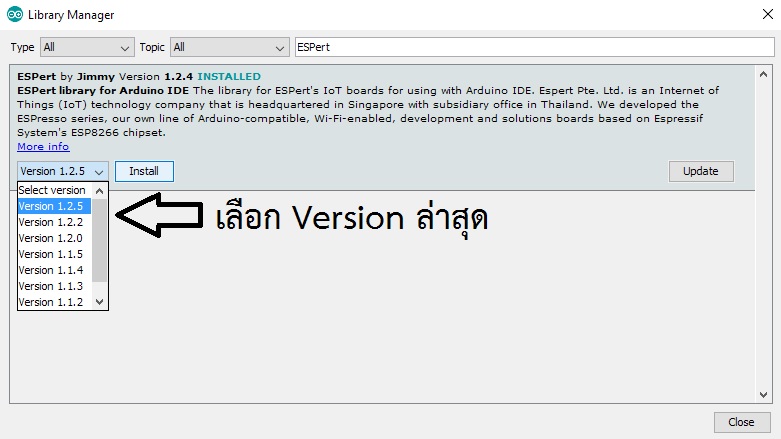 Library Manager
Type All Topic All ESPert
ESPert by Jimmy Version 1.2.4 INSTALLED
ESPert library for Arduino IDE The library for ESPert's IoT boards for using with Arduino IDE. Espert Pte. Ltd. is an Internet of
Things (IoT) technology company that is headquartered in Singapore with subsidiary office in Thailand. We developed the
ESPresso series, our own line of Arduino-compatible, Wi-Fi-enabled, development and solutions boards based on Espressif
System's ESP8266 chipset.
More info
Version 1.2.5 Install Update
Select version
Version 1.2.5
Version 1.2.2
Version 1.2.0
Version 1.1.5
Version 1.1.4
Version 1.1.3
Version 1.1.2
เลือก Version ล่าสุด
Close